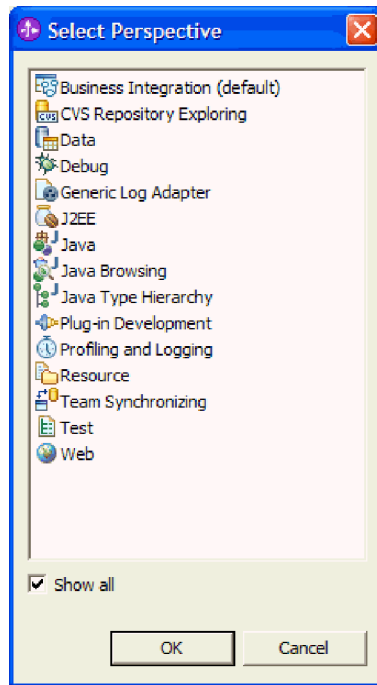 Select Perspective
Business Integration (default)
CVS Repository Exploring
Data
Debug
Generic Log Adapter
J2EE
Java
Java Browsing
Java Type Hierarchy
Plug-in Development
Profiling and Logging
Resource
Team Synchronizing
Test
Web
Show all
OK Cancel